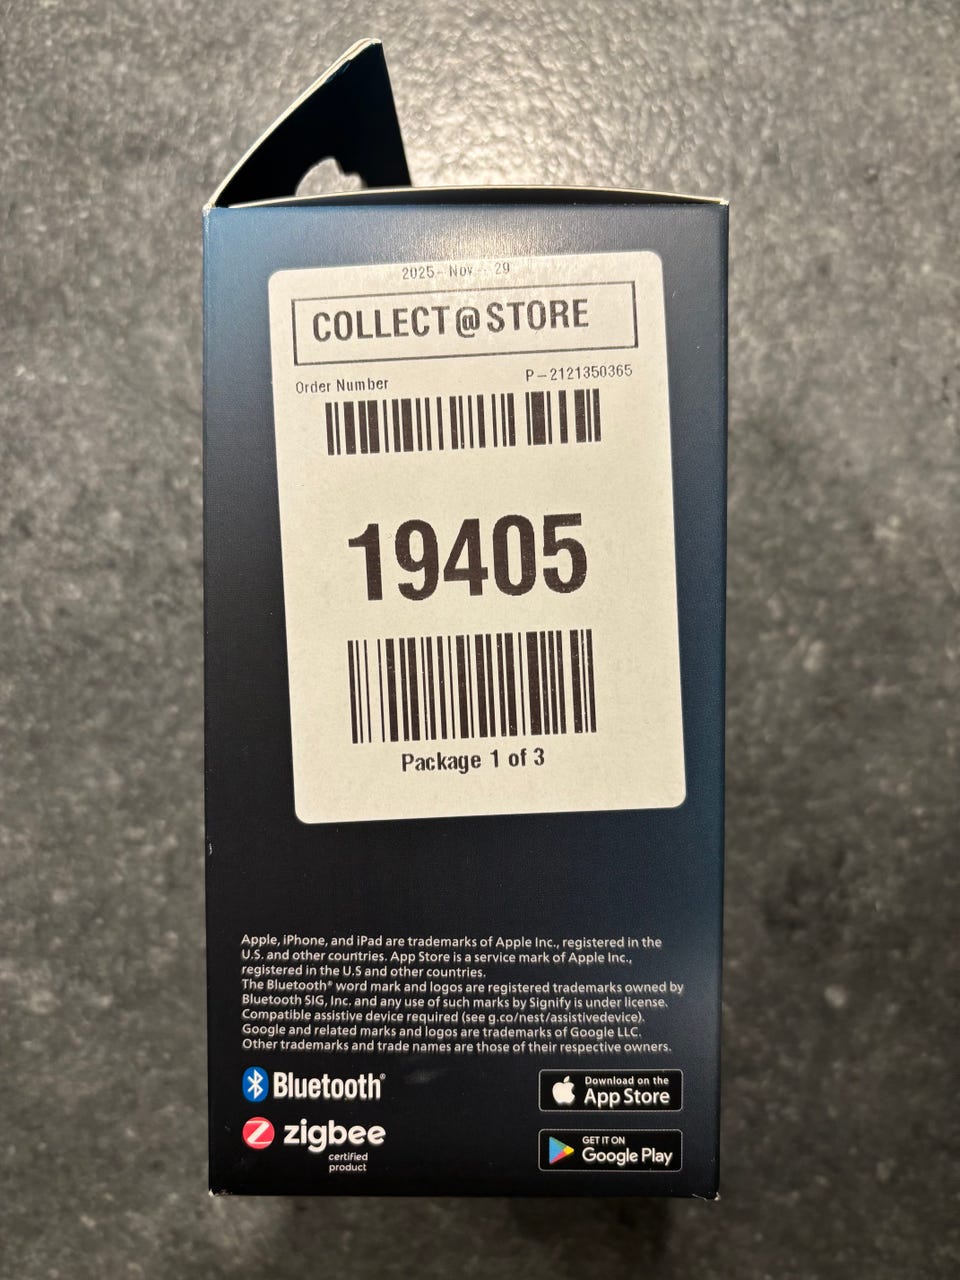 2025- Nov - 29
COLLECT@STORE
Order Number P-2121350365
19405
Package 1 of 3
Apple, iPhone, and iPad are trademarks of Apple Inc., registered in the
U.S. and other countries. App Store is a service mark of Apple Inc.,
registered in the U.S and other countries.
The Bluetooth® word mark and logos are registered trademarks owned by
Bluetooth SIG, Inc. and any use of such marks by Signify is under license.
Compatible assistive device required (see g.co/nest/assistivedevice).
Google and related marks and logos are trademarks of Google LLC.
Other trademarks and trade names are those of their respective owners.
Bluetooth®
zigbee
certified
product
Download on the
App Store
GET IT ON
Google Play